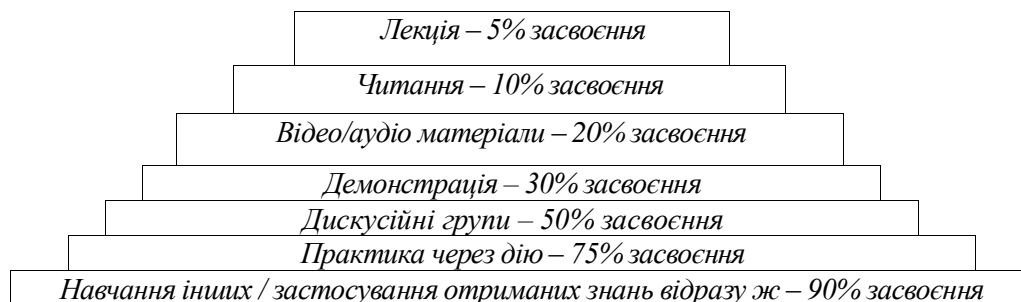 Лекція – 5% засвоєння
Читання – 10% засвоєння
Відео/аудіо матеріали – 20% засвоєння
Демонстрація – 30% засвоєння
Дискусійні групи – 50% засвоєння
Практика через дію – 75% засвоєння
Навчання інших / застосування отриманих знань відразу ж – 90% засвоєння